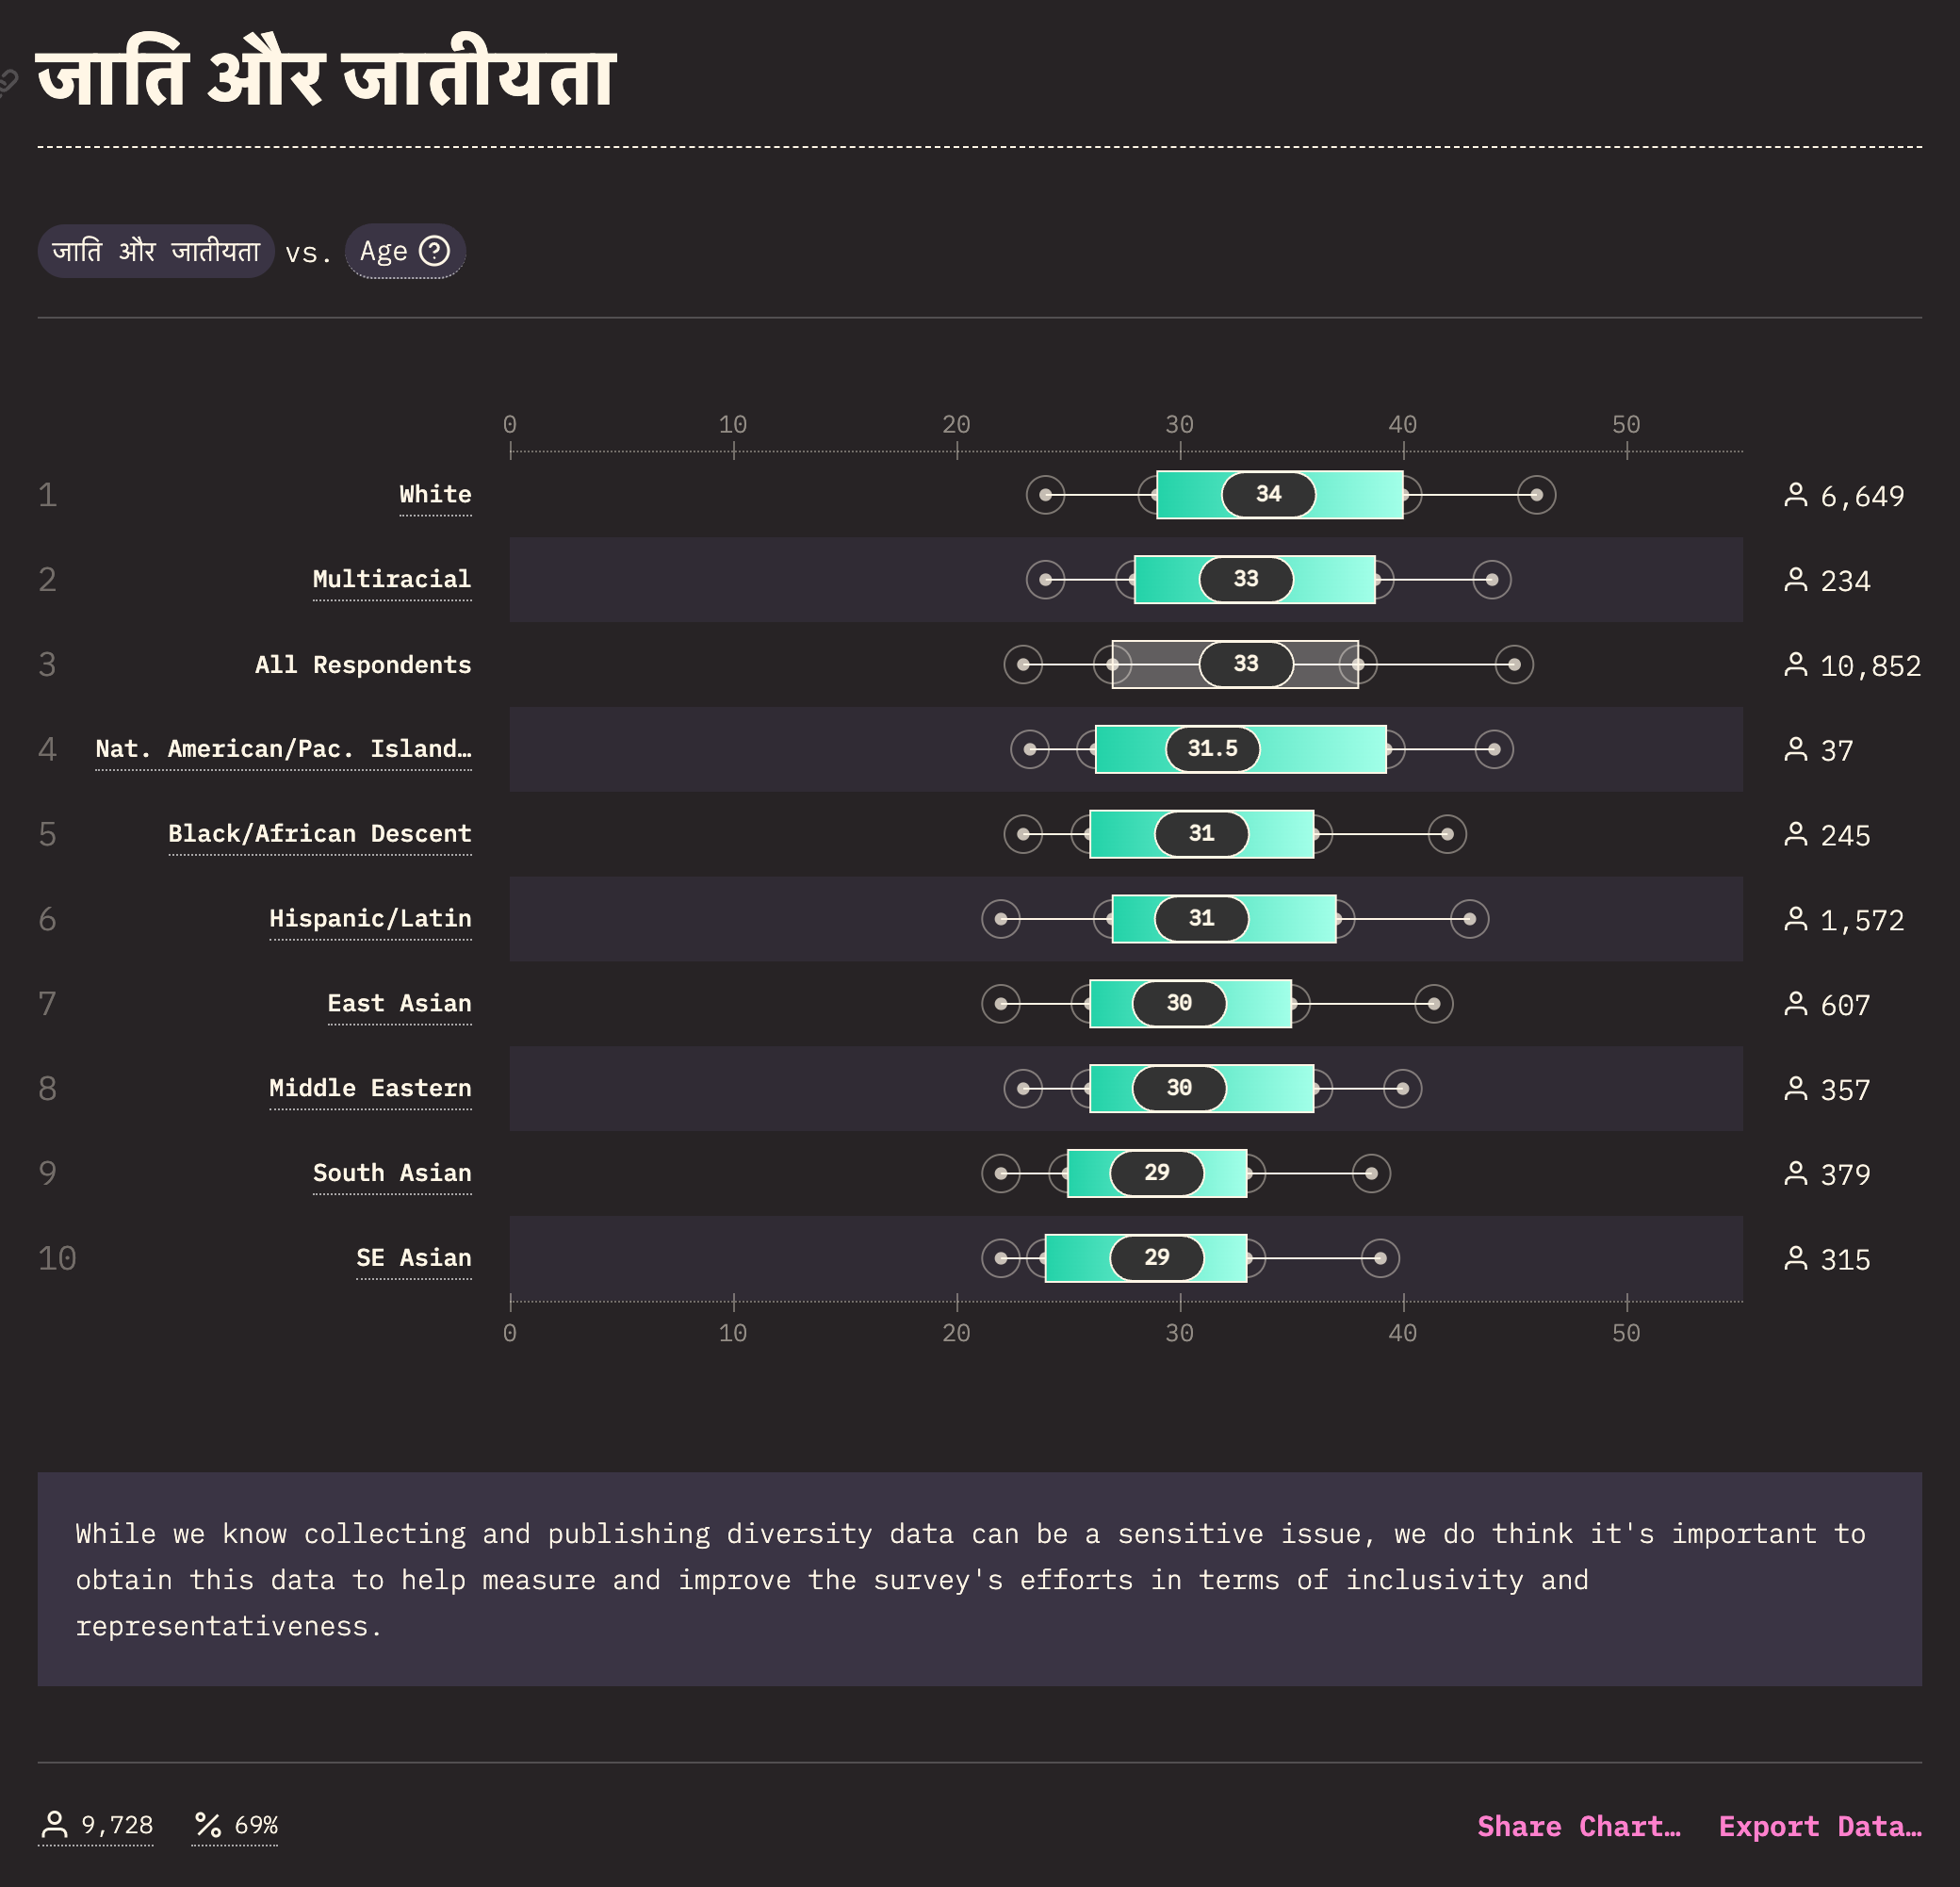 जाति और जातीयता
जाति और जातीयता vs. Age ?
0 10 20 30 40 50
1 White 34 6,649
2 Multiracial 33 234
3 All Respondents 33 10,852
4 Nat. American/Pac. Island… 31.5 37
5 Black/African Descent 31 245
6 Hispanic/Latin 31 1,572
7 East Asian 30 607
8 Middle Eastern 30 357
9 South Asian 29 379
10 SE Asian 29 315
0 10 20 30 40 50
While we know collecting and publishing diversity data can be a sensitive issue, we do think it's important to
obtain this data to help measure and improve the survey's efforts in terms of inclusivity and
representativeness.
9,728 % 69% Share Chart… Export Data…